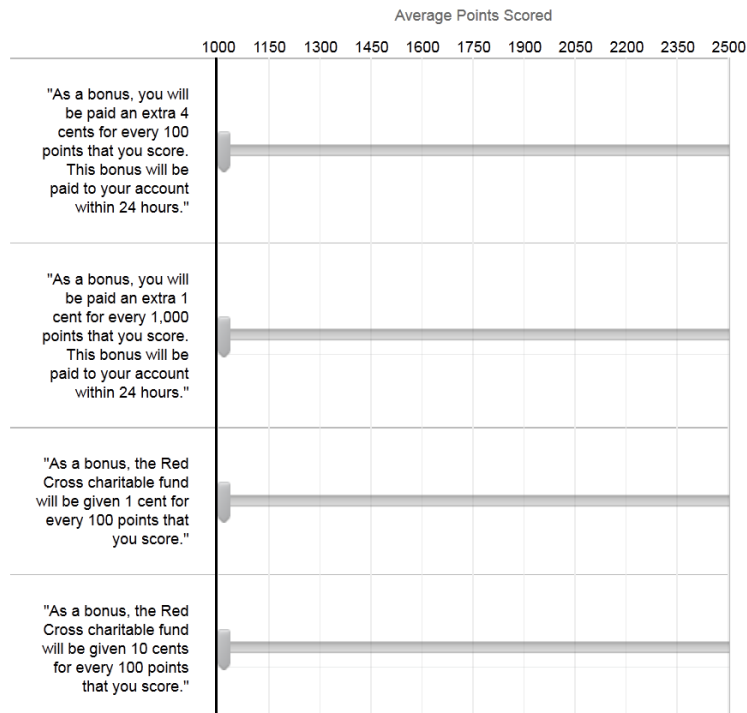 Average Points Scored
1000 1150 1300 1450 1600 1750 1900 2050 2200 2350 2500
"As a bonus, you will
be paid an extra 4
cents for every 100
points that you score.
This bonus will be
paid to your account
within 24 hours."
"As a bonus, you will
be paid an extra 1
cent for every 1,000
points that you score.
This bonus will be
paid to your account
within 24 hours."
"As a bonus, the Red
Cross charitable fund
will be given 1 cent for
every 100 points that
you score."
"As a bonus, the Red
Cross charitable fund
will be given 10 cents
for every 100 points
that you score."